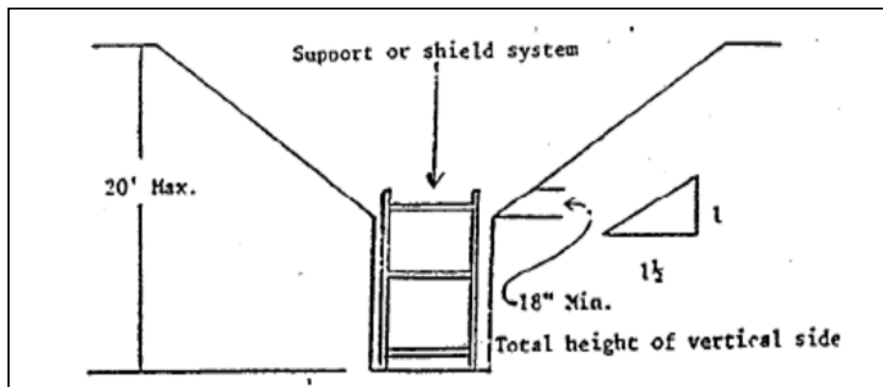 Support or shield system
20' Max.
1
1½
18" Min.
Total height of vertical side